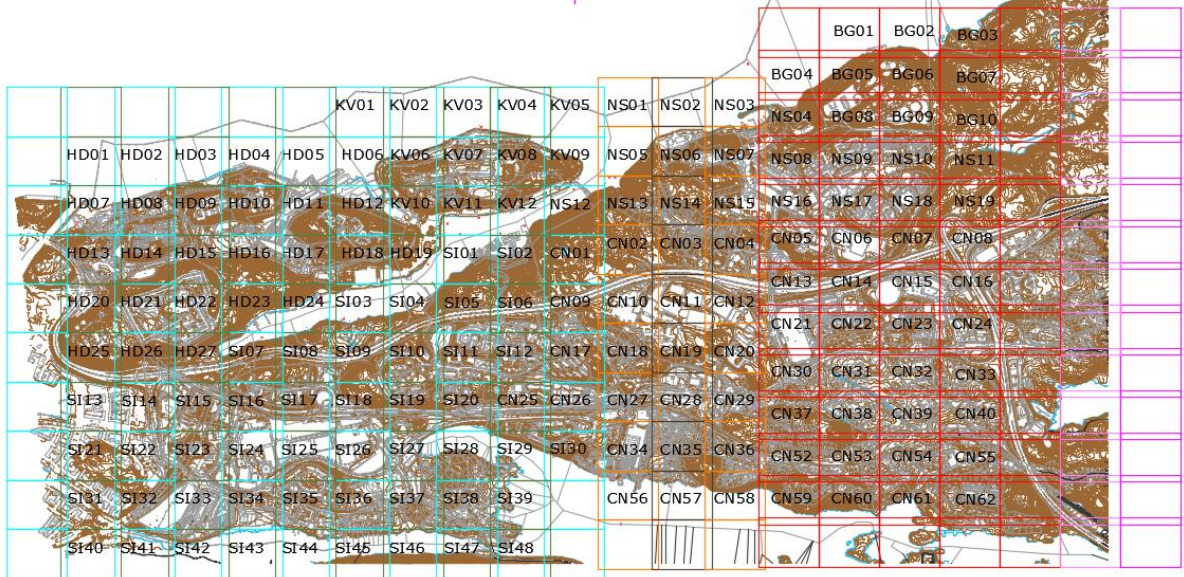 BG01 BG02 BG03
BG04 BG05 BG06 BG07
KV01 KV02 KV03 KV04 KV05 NS01 NS02 NS03
NS04 BG08 BG09 BG10
HD01 HD02 HD03 HD04 HD05 HD06 KV06 KV07 KV08 KV09 NS05 NS06 NS07 NS08 NS09 NS10 NS11
HD07 HD08 HD09 HD10 HD11 HD12 KV10 KV11 KV12 NS12 NS13 NS14 NS15 NS16 NS17 NS18 NS19
HD13 HD14 HD15 HD16 HD17 HD18 HD19 SI01 SI02 CN01 CN02 CN03 CN04 CN05 CN06 CN07 CN08
HD20 HD21 HD22 HD23 HD24 SI03 SI04 SI05 SI06 CN09 CN10 CN11 CN12 CN13 CN14 CN15 CN16
CN21 CN22 CN23 CN24
HD25 HD26 HD27 SI07 SI08 SI09 SI10 SI11 SI12 CN17 CN18 CN19 CN20
CN30 CN31 CN32 CN33
SI13 SI14 SI15 SI16 SI17 SI18 SI19 SI20 CN25 CN26 CN27 CN28 CN29
CN37 CN38 CN39 CN40
SI21 SI22 SI23 SI24 SI25 SI26 SI27 SI28 SI29 SI30 CN34 CN35 CN36 CN52 CN53 CN54 CN55
SI31 SI32 SI33 SI34 SI35 SI36 SI37 SI38 SI39 CN56 CN57 CN58 CN59 CN60 CN61 CN62
SI40 SI41 SI42 SI43 SI44 SI45 SI46 SI47 SI48